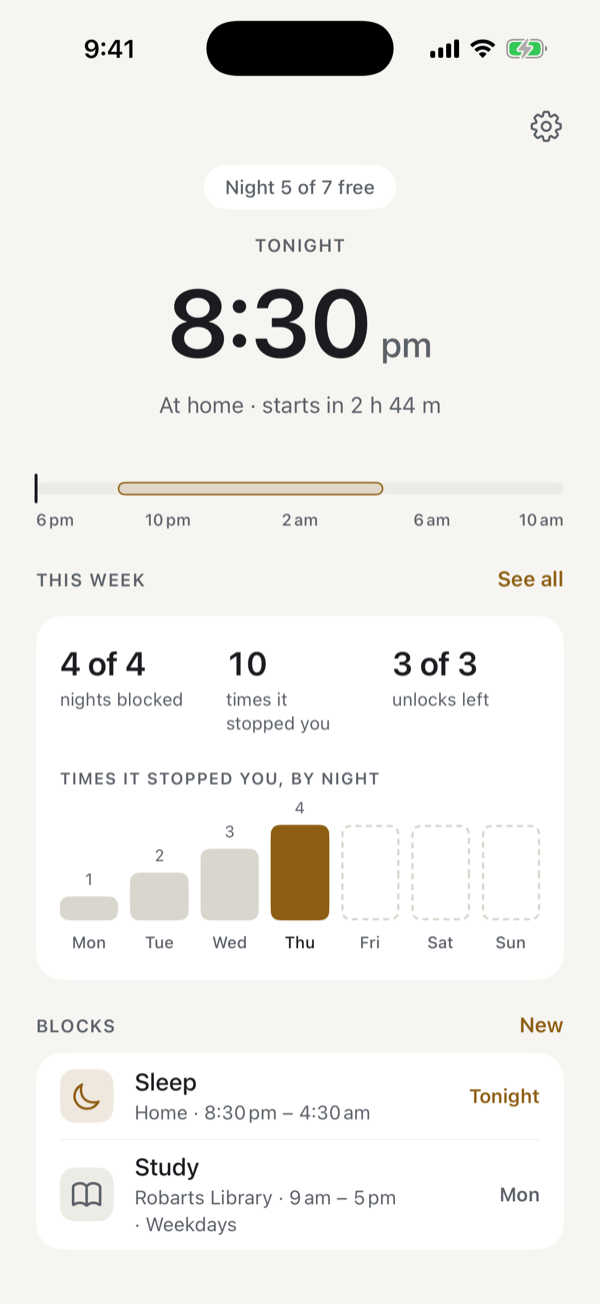 9:41
Night 5 of 7 free
TONIGHT
8:30 pm
At home · starts in 2 h 44 m
6 pm 10 pm 2 am 6 am 10 am
THIS WEEK See all
4 of 4 10 3 of 3
nights blocked times it unlocks left
stopped you
TIMES IT STOPPED YOU, BY NIGHT
4
3
2
1
Mon Tue Wed Thu Fri Sat Sun
BLOCKS New
Sleep
Home · 8:30 pm – 4:30 am Tonight
Study
Robarts Library · 9 am – 5 pm Mon
· Weekdays